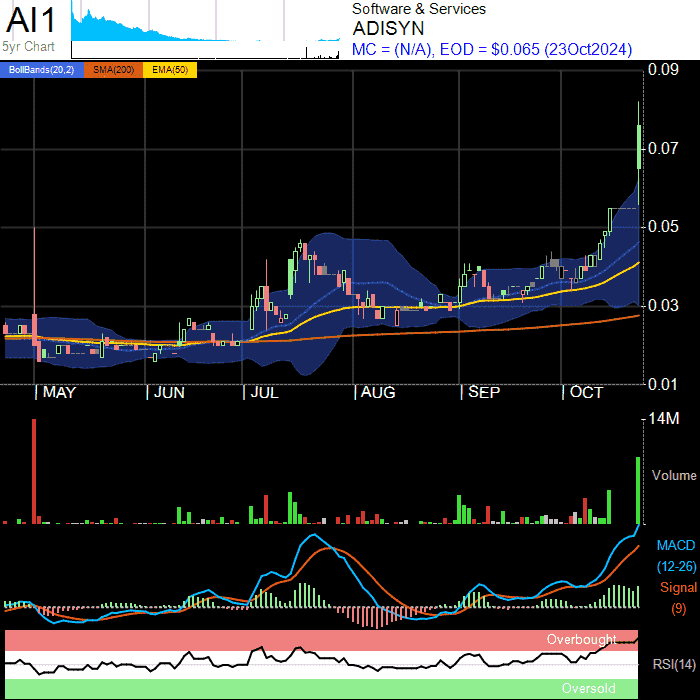 AI1
5yr Chart
Software & Services
ADISYN
MC = (N/A), EOD = $0.065 (23Oct2024)
BollBands(20,2) SMA(200) EMA(50)
0.09
0.07
0.05
0.03
0.01
MAY JUN JUL AUG SEP OCT
14M
Volume
MACD
(12-26)
Signal
(9)
Overbought
RSI(14)
Oversold